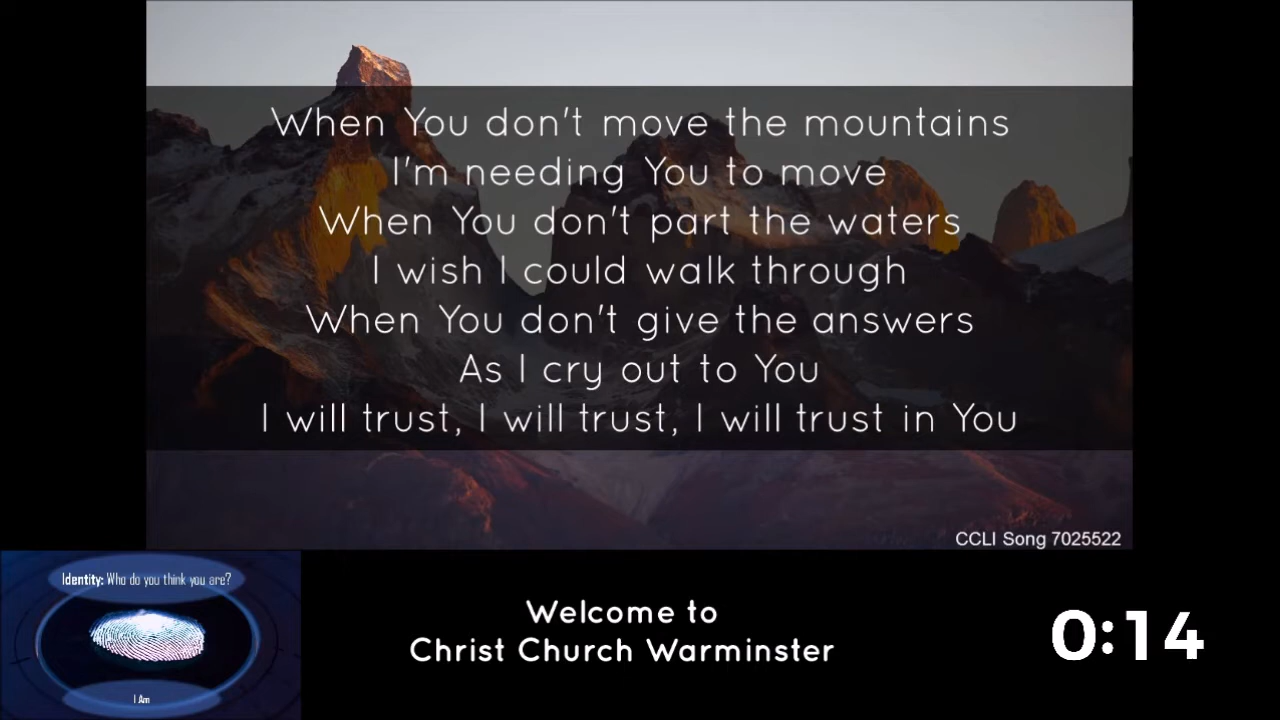 When You don't move the mountains
I'm needing You to move
When You don't part the waters
I wish I could walk through
When You don't give the answers
As I cry out to You
I will trust, I will trust, I will trust in You
CCLI Song 7025522
Identity: Who do you think you are?
I Am
Welcome to
Christ Church Warminster
0:14